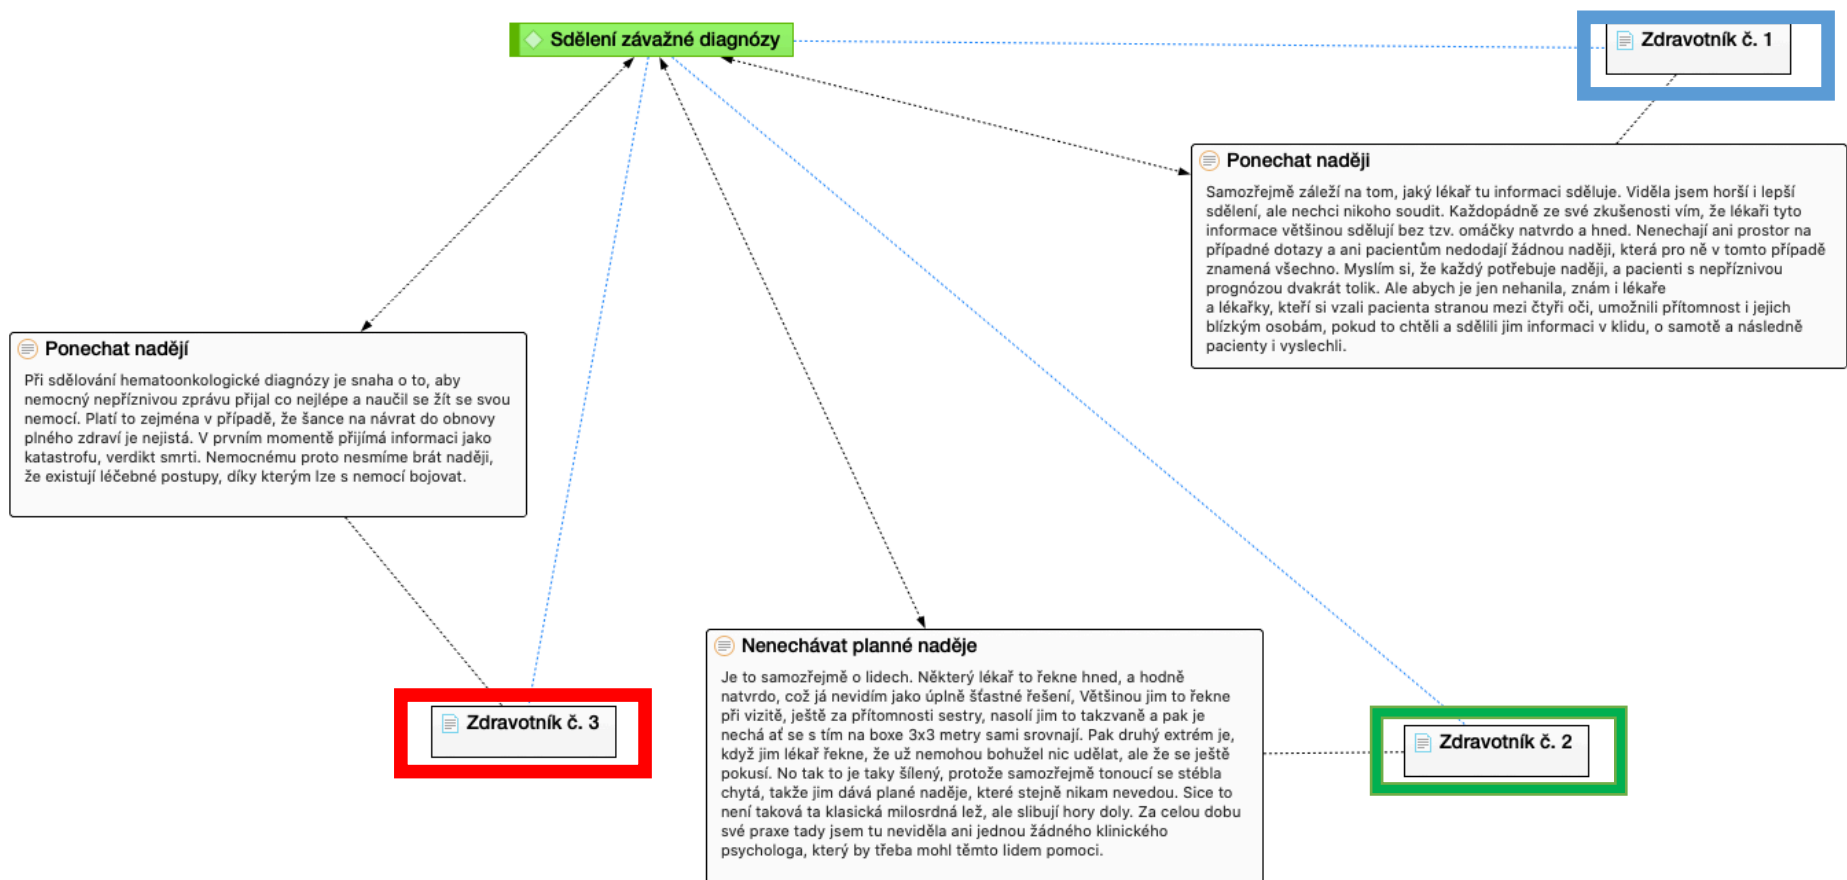 Sdělení závažné diagnózy
Zdravotník č. 1
Ponechat naději
Samozřejmě záleží na tom, jaký lékař tu informaci sděluje. Viděla jsem horší i lepší
sdělení, ale nechci nikoho soudit. Každopádně ze své zkušenosti vím, že lékaři tyto
informace většinou sdělují bez tzv. omáčky natvrdo a hned. Nenechají ani prostor na
případné dotazy a ani pacientům nedodají žádnou naději, která pro ně v tomto případě
znamená všechno. Myslím si, že každý potřebuje naději, a pacienti s nepříznivou
prognózou dvakrát tolik. Ale abych je jen nehanila, znám i lékaře
a lékařky, kteří si vzali pacienta stranou mezi čtyři oči, umožnili přítomnost i jejich
blízkým osobám, pokud to chtěli a sdělili jim informaci v klidu, o samotě a následně
pacienty i vyslechli.
Ponechat nadějí
Při sdělování hematoonkologické diagnózy je snaha o to, aby
nemocný nepříznivou zprávu přijal co nejlépe a naučil se žít se svou
nemocí. Platí to zejména v případě, že šance na návrat do obnovy
plného zdraví je nejistá. V prvním momentě přijímá informaci jako
katastrofu, verdikt smrti. Nemocnému proto nesmíme brát naději,
že existují léčebné postupy, díky kterým lze s nemocí bojovat.
Nenechávat planné naděje
Je to samozřejmě o lidech. Některý lékař to řekne hned, a hodně
natvrdo, což já nevidím jako úplně šťastné řešení, Většinou jim to řekne
při vizitě, ještě za přítomnosti sestry, nasolí jim to takzvaně a pak je
nechá ať se s tím na boxe 3x3 metry sami srovnají. Pak druhý extrém je,
když jim lékař řekne, že už nemohou bohužel nic udělat, ale že se ještě
pokusí. No tak to je taky šílený, protože samozřejmě tonoucí se stébla
chytá, takže jim dává plané naděje, které stejně nikam nevedou. Sice to
není taková ta klasická milosrdná lež, ale slibují hory doly. Za celou dobu
své praxe tady jsem tu neviděla ani jednou žádného klinického
psychologa, který by třeba mohl těmto lidem pomoci.
Zdravotník č. 3
Zdravotník č. 2